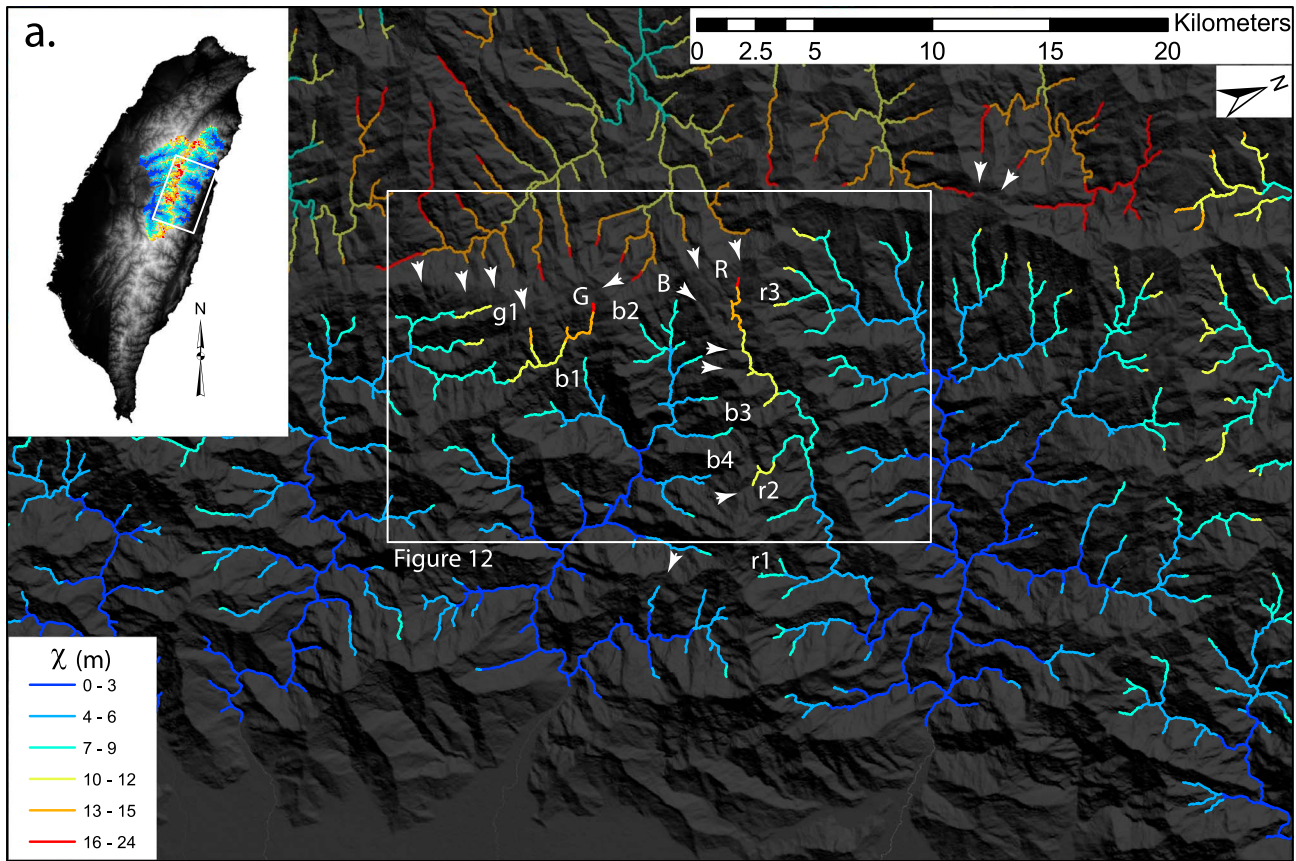 a.
Kilometers
0 2.5 5 10 15 20
N
N
R
B
r3
G
b2
g1
b1
b3
b4
r2
Figure 12
r1
χ (m)
0 - 3
4 - 6
7 - 9
10 - 12
13 - 15
16 - 24